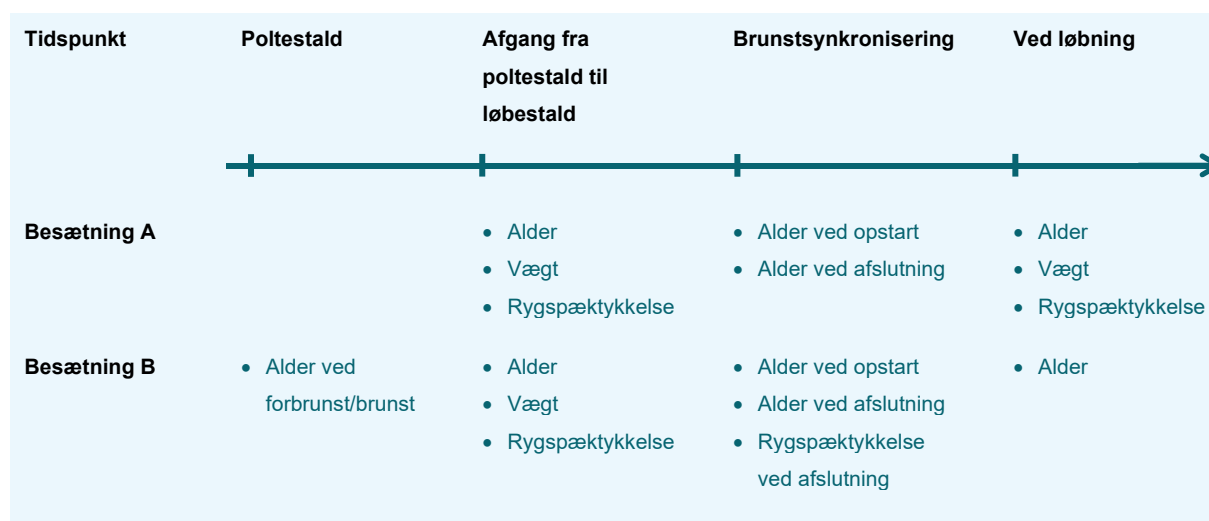 Tidspunkt
Poltestald
Afgang fra
poltestald til
løbestald
Brunstsynkronisering
Ved løbning
Besætning A
• Alder
• Vægt
• Rygspæktykkelse
• Alder ved opstart
• Alder ved afslutning
• Alder
• Vægt
• Rygspæktykkelse
Besætning B
• Alder ved
forbrunst/brunst
• Alder
• Vægt
• Rygspæktykkelse
• Alder ved opstart
• Alder ved afslutning
• Rygspæktykkelse
ved afslutning
• Alder